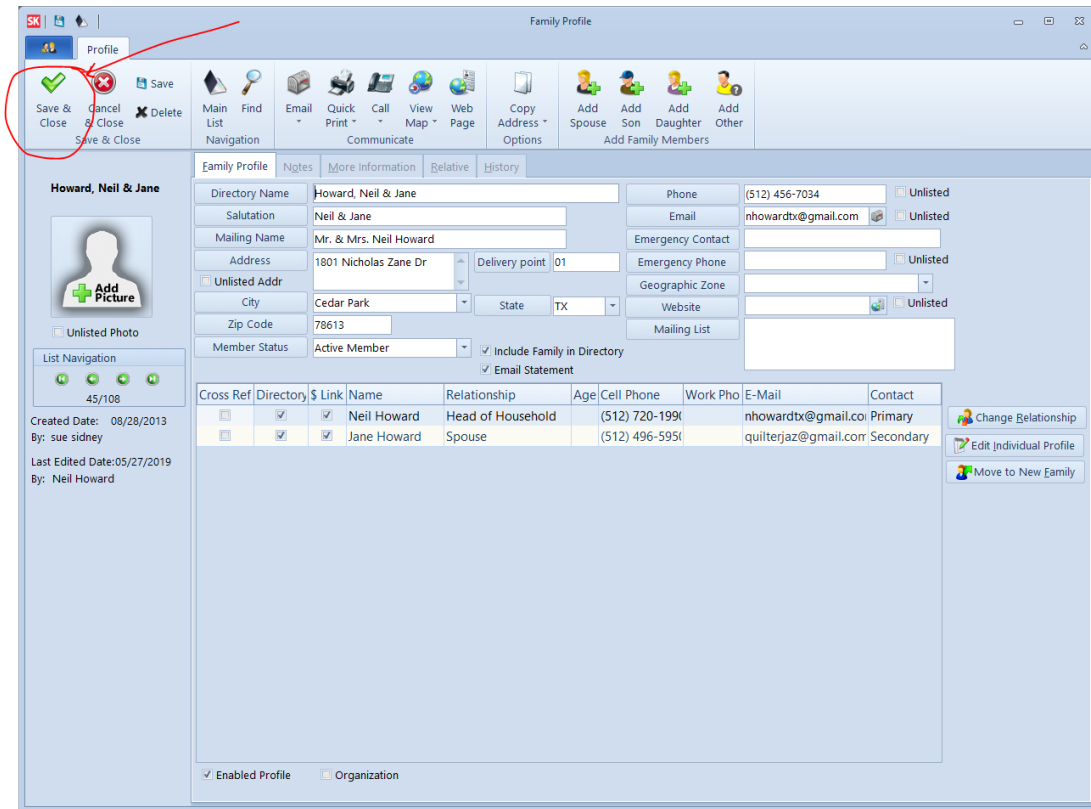 SK
Family Profile
Profile
Save & Close
Cancel & Close
Save
Delete
Save & Close
Main List
Find
Navigation
Email
Quick Print
Call
View Map
Web Page
Communicate
Copy Address
Options
Add Spouse
Add Son
Add Daughter
Add Other
Add Family Members
Howard, Neil & Jane
Add Picture
Unlisted Photo
List Navigation
45/108
Created Date: 08/28/2013
By: sue sidney
Last Edited Date:05/27/2019
By: Neil Howard
Family Profile Notes More Information Relative History
Directory Name Howard, Neil & Jane
Salutation Neil & Jane
Mailing Name Mr. & Mrs. Neil Howard
Address 1801 Nicholas Zane Dr Delivery point 01
Unlisted Addr
City Cedar Park State TX
Zip Code 78613
Member Status Active Member
Include Family in Directory
Email Statement
Phone (512) 456-7034 Unlisted
Email nhowardtx@gmail.com Unlisted
Emergency Contact
Emergency Phone Unlisted
Geographic Zone
Website Unlisted
Mailing List
Cross Ref Directory $ Link Name Relationship Age Cell Phone Work Pho E-Mail Contact
Neil Howard Head of Household (512) 720-199 nhowardtx@gmail.co Primary
Jane Howard Spouse (512) 496-595 quilterjaz@gmail.com Secondary
Change Relationship
Edit Individual Profile
Move to New Family
Enabled Profile Organization